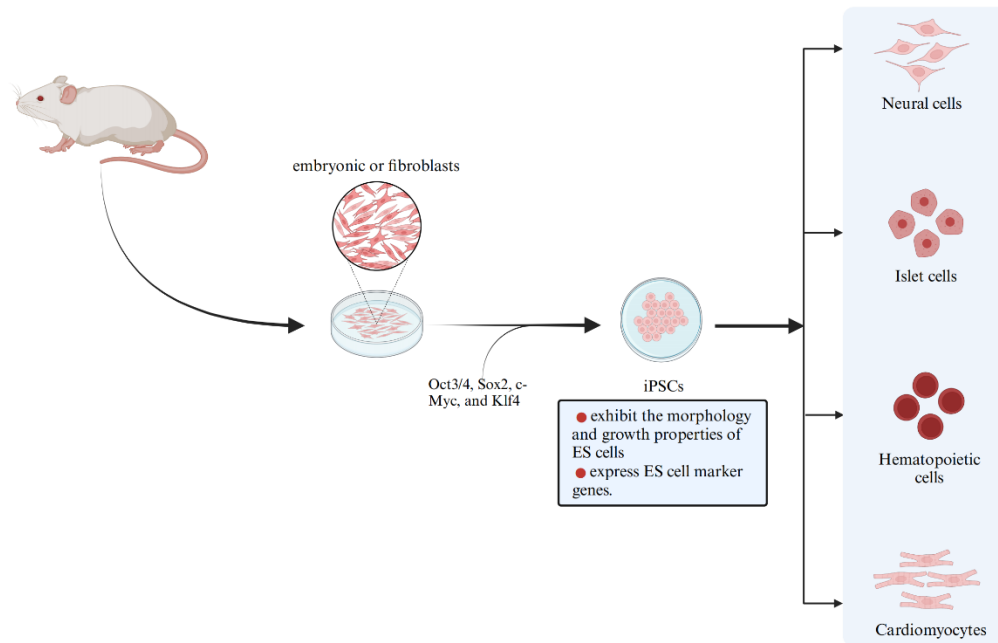 embryonic or fibroblasts
Oct3/4, Sox2, c-
Myc, and Klf4
iPSCs
exhibit the morphology
and growth properties of
ES cells
express ES cell marker
genes.
Neural cells
Islet cells
Hematopoietic
cells
Cardiomyocytes